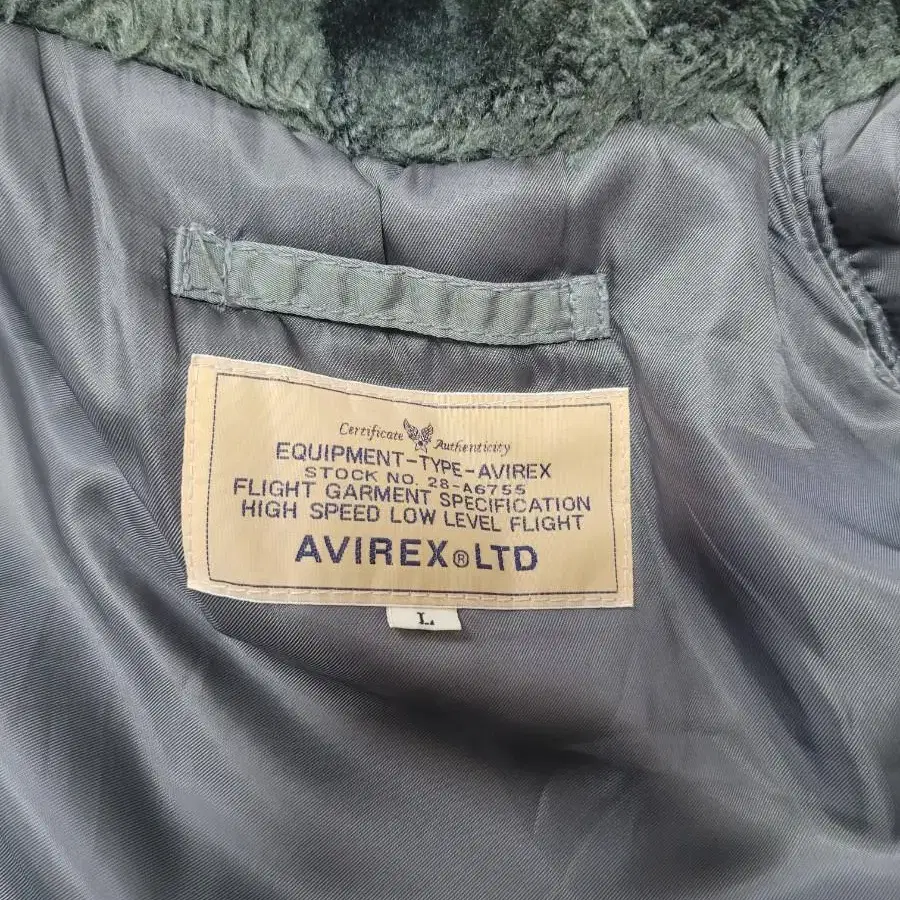 Certificate Authenticity
EQUIPMENT-TYPE-AVIREX
STOCK NO. 28-A6755
FLIGHT GARMENT SPECIFICATION
HIGH SPEED LOW LEVEL FLIGHT
AVIREX® LTD
L.